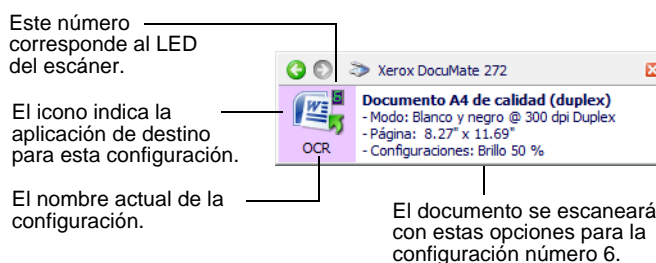 Este número
corresponde al LED
del escáner.
Xerox DocuMate 272
El icono indica la
aplicación de destino
para esta configuración.
6
OCR
Documento A4 de calidad (duplex)
- Modo: Blanco y negro @ 300 dpi Duplex
- Página: 8.27" x 11.69"
- Configuraciones: Brillo 50 %
El nombre actual de la
configuración.
El documento se escaneará
con estas opciones para la
configuración número 6.